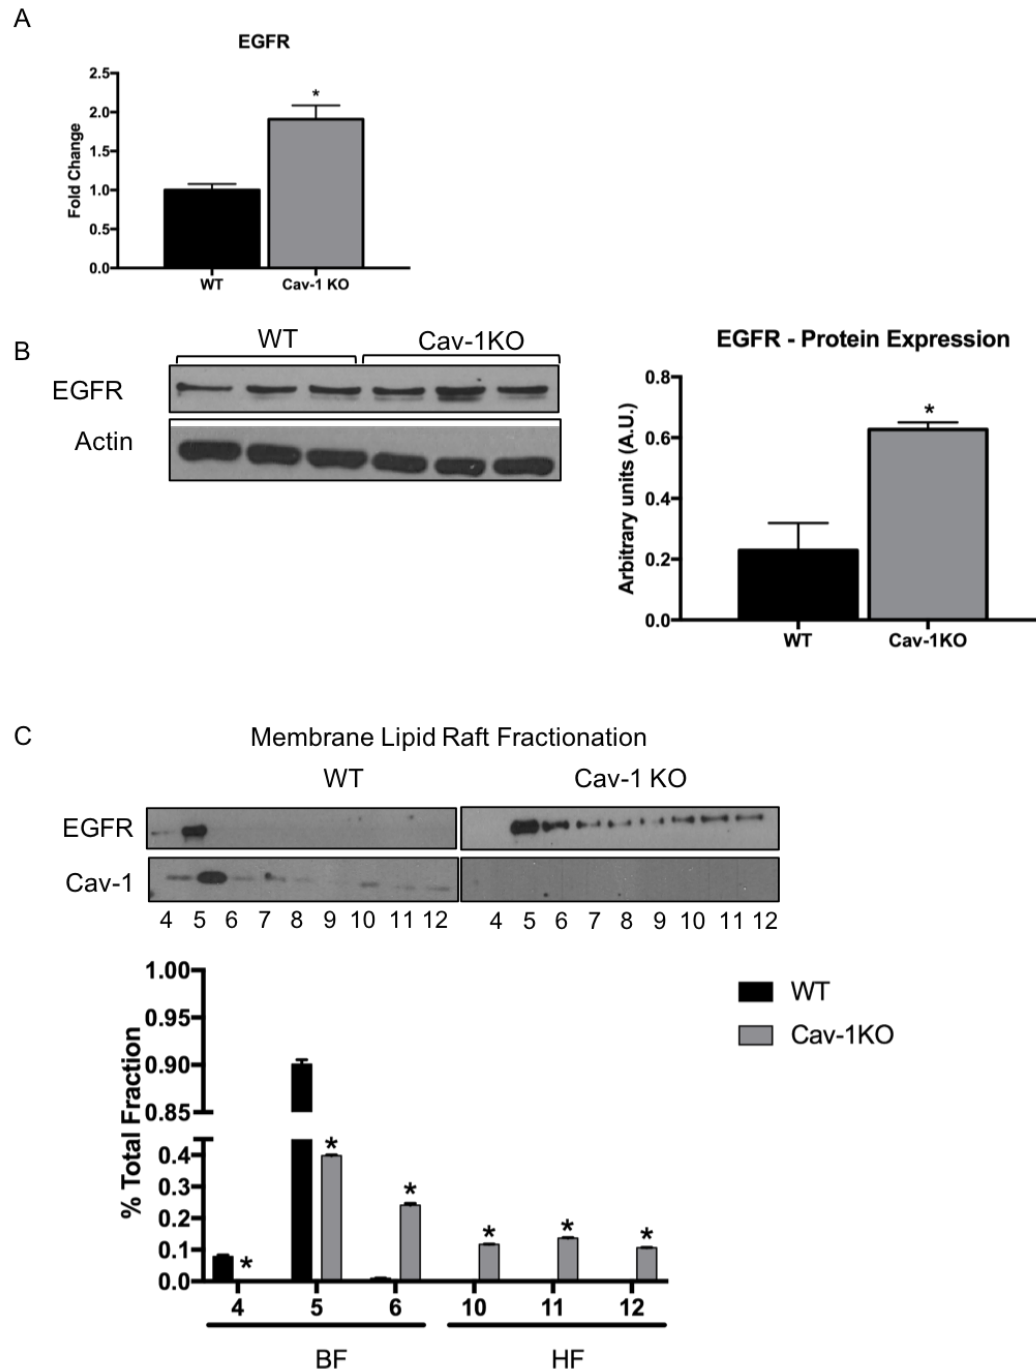 A
EGFR
Fold Change
2.5
2.0
1.5
1.0
0.5
0.0
WT Cav-1 KO
*
B
WT Cav-1KO
EGFR
Actin
EGFR - Protein Expression
Arbitrary units (A.U.)
0.8
0.6
0.4
0.2
0.0
*
WT Cav-1KO
C
Membrane Lipid Raft Fractionation
WT Cav-1 KO
EGFR
Cav-1
4 5 6 7 8 9 10 11 12 4 5 6 7 8 9 10 11 12
% Total Fraction
1.00
0.95
0.90
0.85
0.4
0.3
0.2
0.1
0.0
* * * * * *
4 5 6 10 11 12
BF HF
WT
Cav-1KO